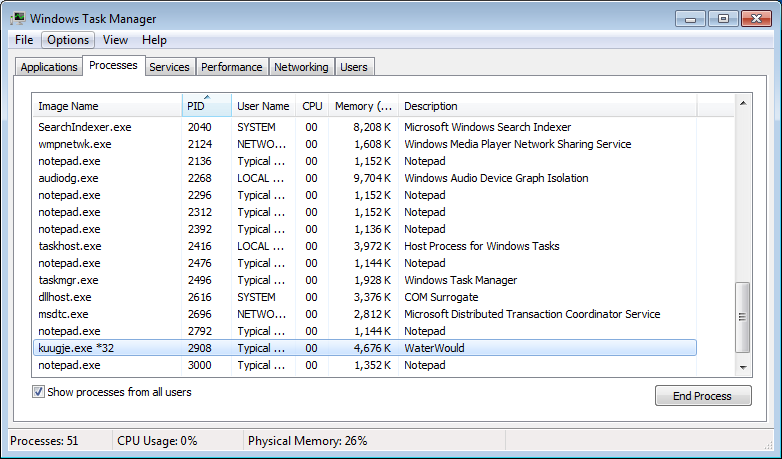 Windows Task Manager
File Options View Help
Applications Processes Services Performance Networking Users
Image Name PID User Name CPU Memory (... Description
SearchIndexer.exe 2040 SYSTEM 00 8,208 K Microsoft Windows Search Indexer
wmpnetwk.exe 2124 NETWO... 00 1,608 K Windows Media Player Network Sharing Service
notepad.exe 2136 Typical ... 00 1,152 K Notepad
audiodg.exe 2268 LOCAL ... 00 9,704 K Windows Audio Device Graph Isolation
notepad.exe 2296 Typical ... 00 1,152 K Notepad
notepad.exe 2312 Typical ... 00 1,152 K Notepad
notepad.exe 2392 Typical ... 00 1,136 K Notepad
taskhost.exe 2416 LOCAL ... 00 3,972 K Host Process for Windows Tasks
notepad.exe 2476 Typical ... 00 1,144 K Notepad
taskmgr.exe 2496 Typical ... 00 1,928 K Windows Task Manager
dllhost.exe 2616 SYSTEM 00 3,376 K COM Surrogate
msdtc.exe 2696 NETWO... 00 2,812 K Microsoft Distributed Transaction Coordinator Service
notepad.exe 2792 Typical ... 00 1,144 K Notepad
kuugje.exe *32 2908 Typical ... 00 4,676 K WaterWould
notepad.exe 3000 Typical ... 00 1,352 K Notepad
Show processes from all users
End Process
Processes: 51 CPU Usage: 0% Physical Memory: 26%